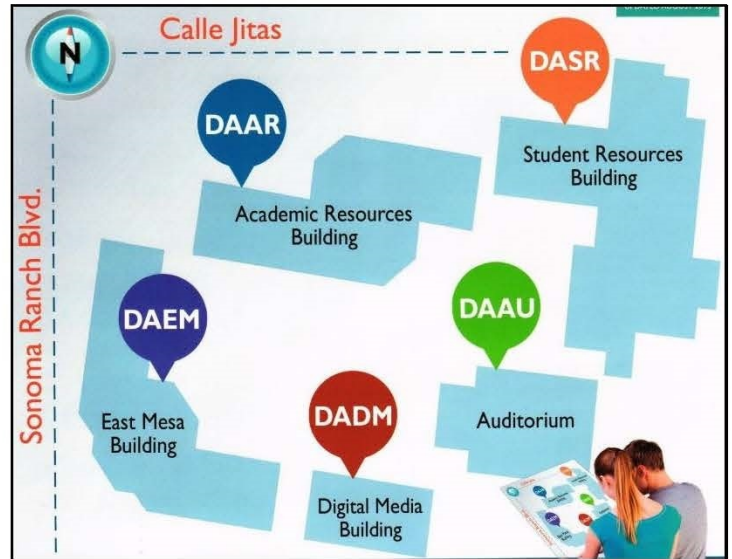 N
Calle Jitas
Sonoma Ranch Blvd.
DASR
Student Resources
Building
DAAR
Academic Resources
Building
DAEM
East Mesa
Building
DAAU
Auditorium
DADM
Digital Media
Building